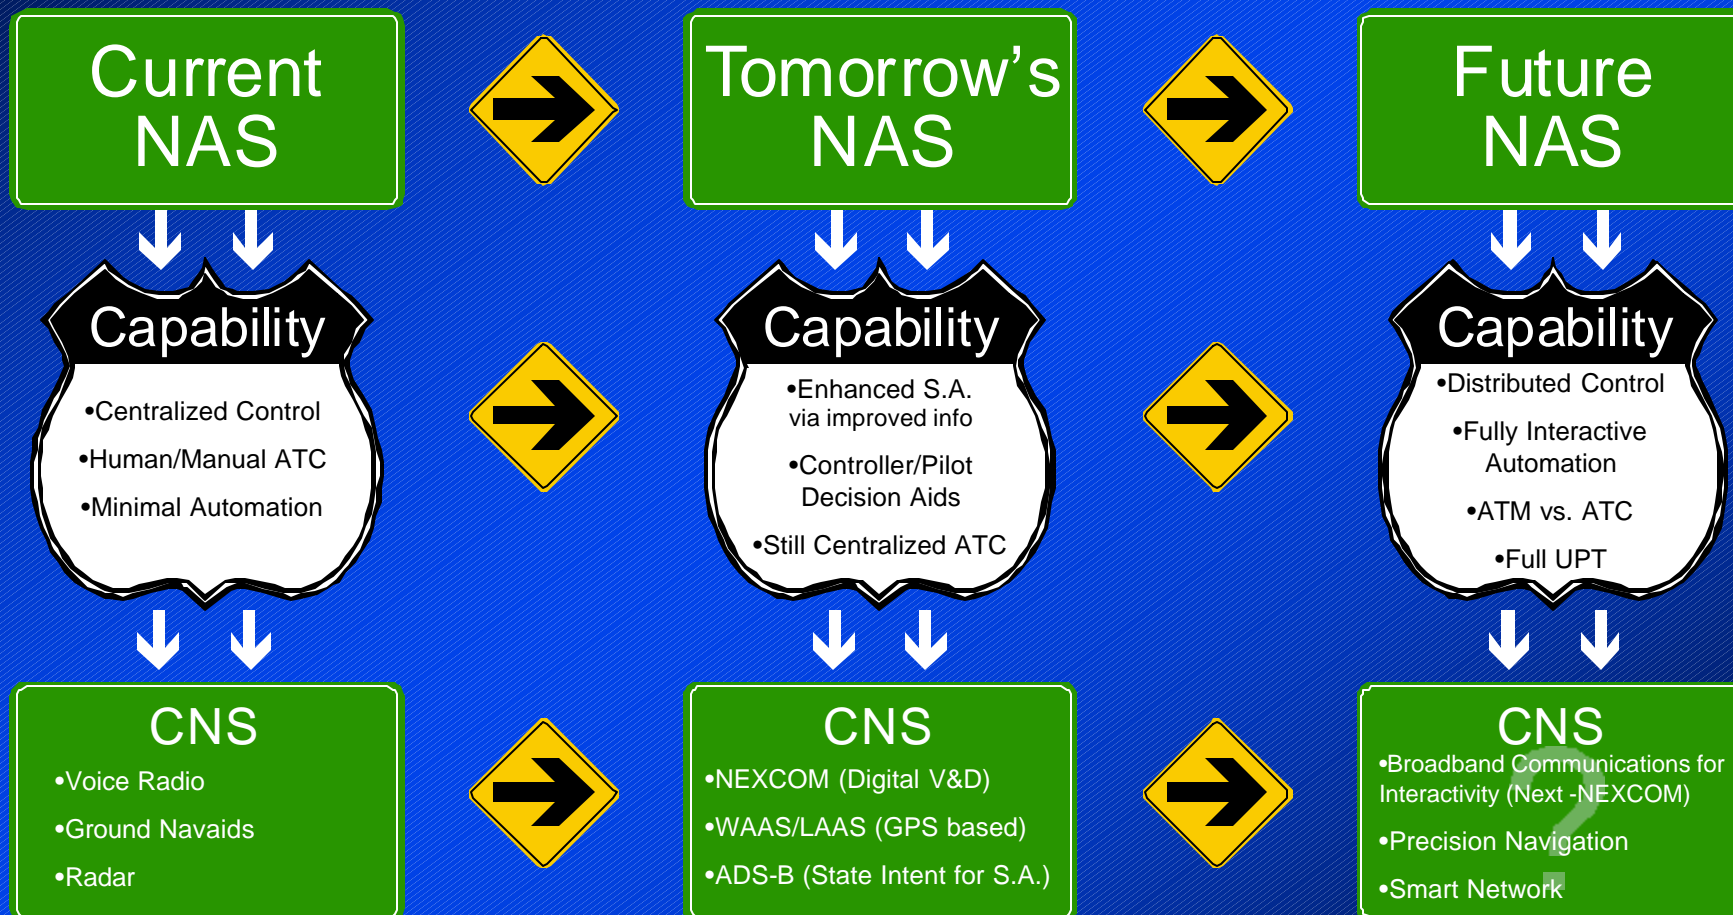 Current
NAS
Tomorrow's
NAS
Future
NAS
Capability
•Centralized Control
•Human/Manual ATC
•Minimal Automation
Capability
•Enhanced S.A.
via improved info
•Controller/Pilot
Decision Aids
•Still Centralized ATC
Capability
•Distributed Control
•Fully Interactive
Automation
•ATM vs. ATC
•Full UPT
CNS
•Voice Radio
•Ground Navaids
•Radar
CNS
•NEXCOM (Digital V&D)
•WAAS/LAAS (GPS based)
•ADS-B (State Intent for S.A.)
CNS
•Broadband Communications for
Interactivity (Next -NEXCOM)
•Precision Navigation
•Smart Network
?